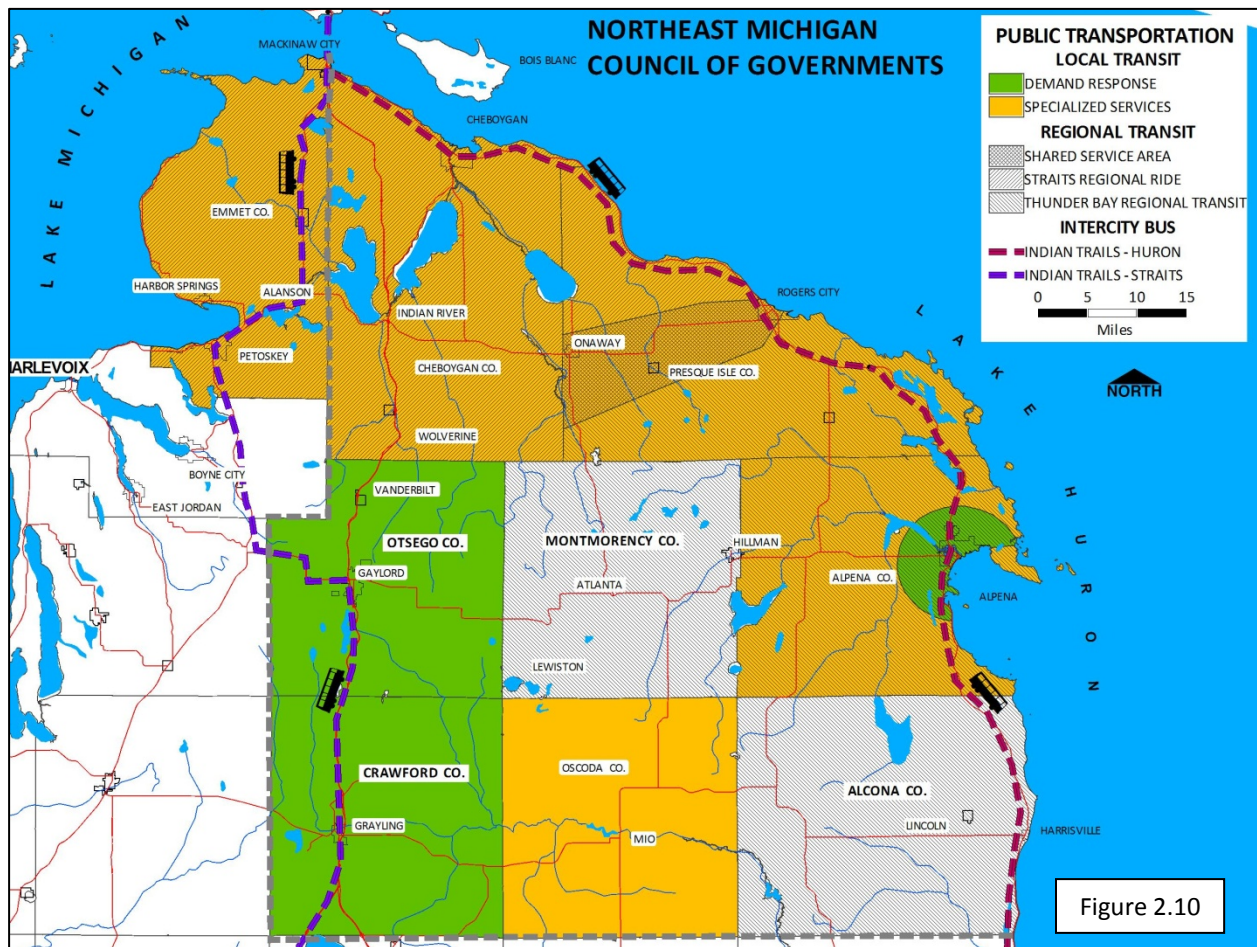 NORTHEAST MICHIGAN
COUNCIL OF GOVERNMENTS
PUBLIC TRANSPORTATION
LOCAL TRANSIT
DEMAND RESPONSE
SPECIALIZED SERVICES
REGIONAL TRANSIT
SHARED SERVICE AREA
STRAITS REGIONAL RIDE
THUNDER BAY REGIONAL TRANSIT
INTERCITY BUS
INDIAN TRAILS - HURON
INDIAN TRAILS - STRAITS
0 5 10 15
Miles
NORTH
LAKE MICHIGAN
MACKINAW CITY
BOIS BLANC
CHEBOYGAN
EMMET CO.
HARBOR SPRINGS
ALANSON
INDIAN RIVER
ROGERS CITY
LAKE HURON
PETOSKEY
ONAWAY
HARLEVOIX
CHEBOYGAN CO.
PRESQUE ISLE CO.
WOLVERINE
BOYNE CITY
VANDERBILT
EAST JORDAN
OTSEGO CO.
MONTMORENCY CO.
HILLMAN
GAYLORD
ATLANTA
ALPENA CO.
ALPENA
LEWISTON
CRAWFORD CO.
OSCODA CO.
ALCONA CO.
GRAYLING
MIO
LINCOLN
HARRISVILLE
Figure 2.10